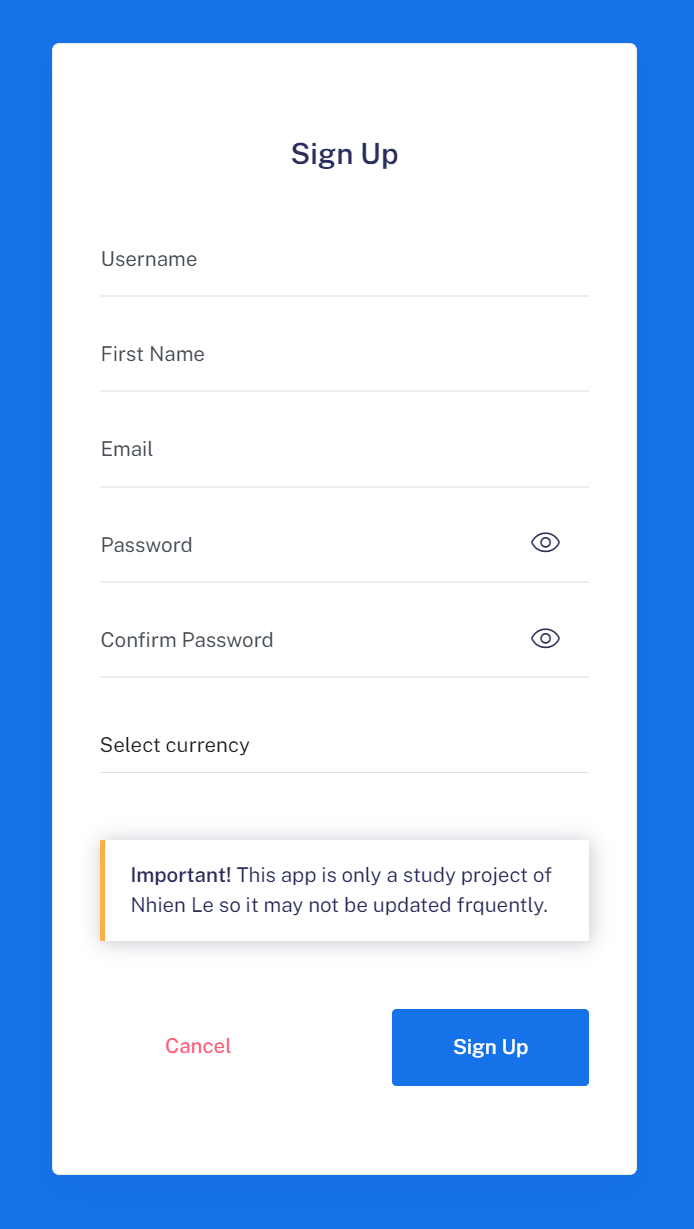 Sign Up
Username
First Name
Email
Password
Confirm Password
Select currency
Important! This app is only a study project of
Nhien Le so it may not be updated frquently.
Cancel
Sign Up